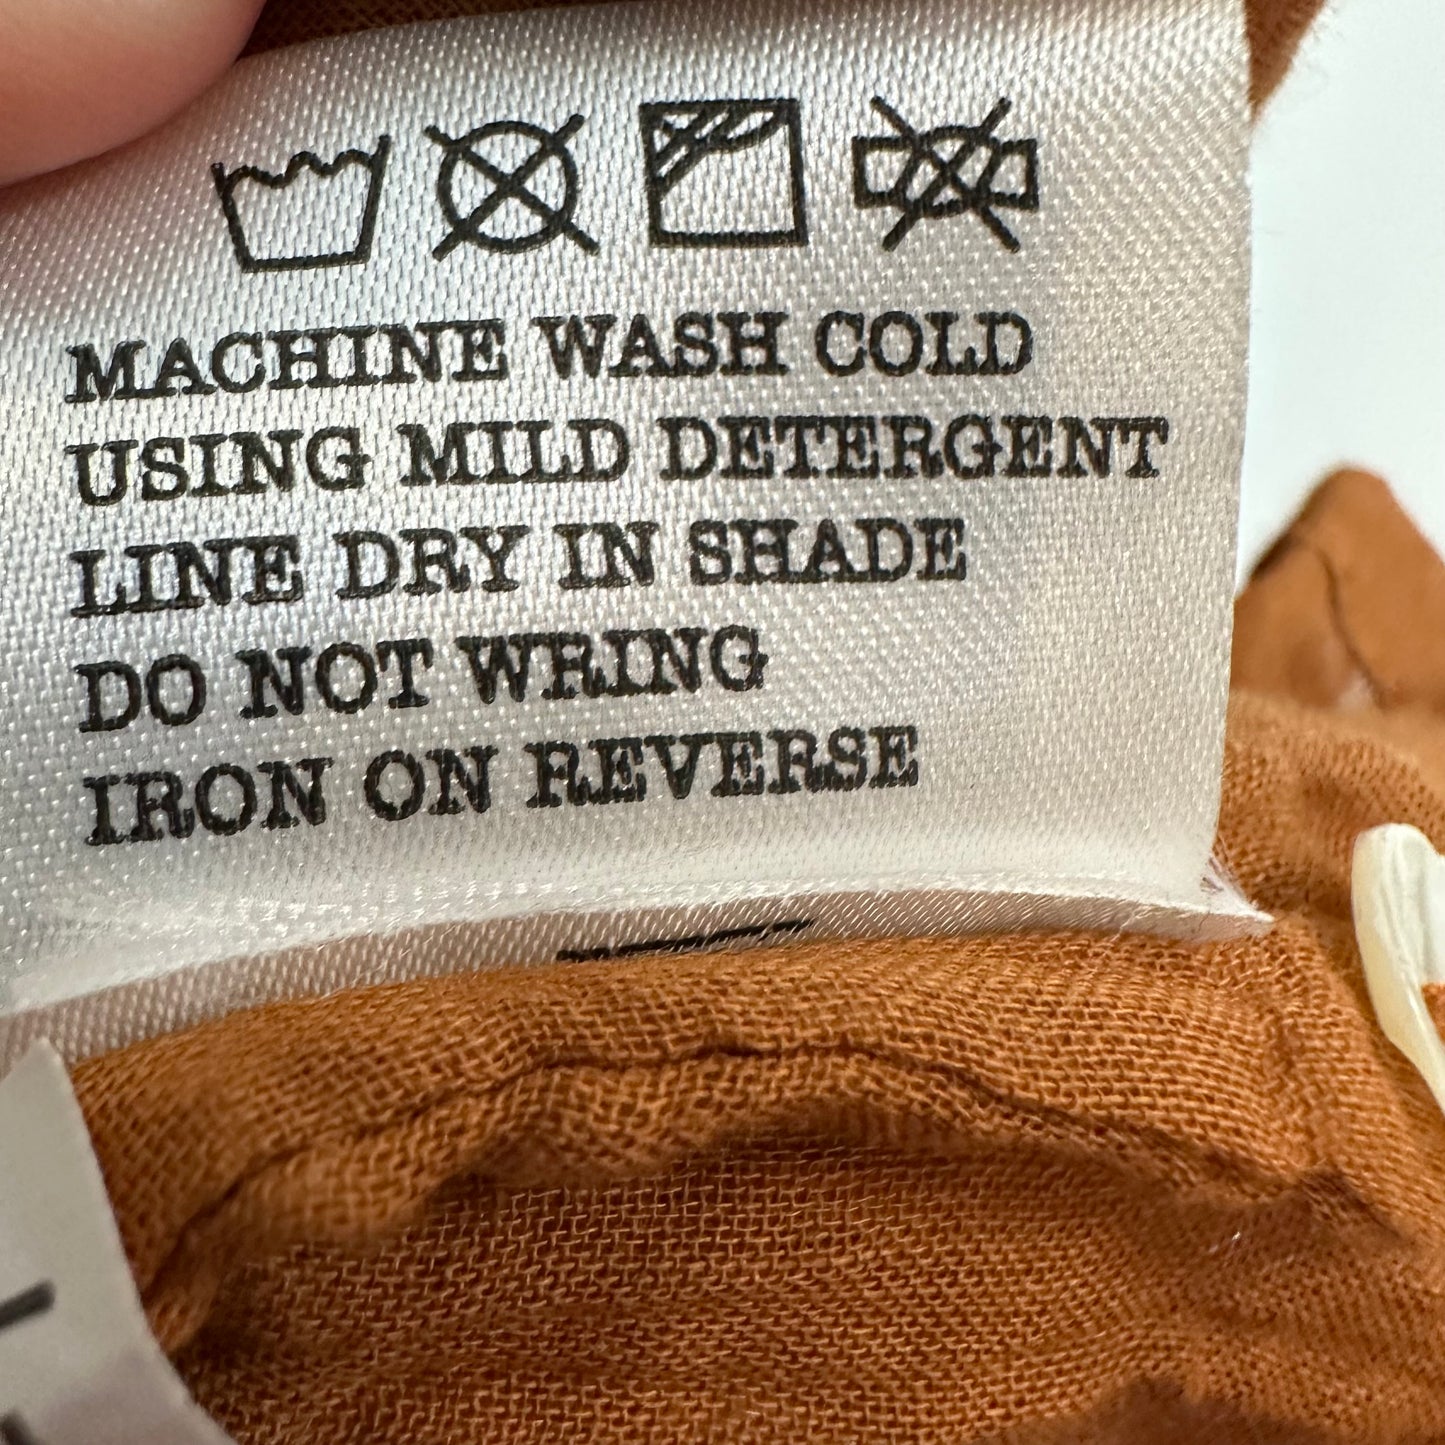 MACHINE WASH COLD
USING MILD DETERGENT
LINE DRY IN SHADE
DO NOT WRING
IRON ON REVERSE